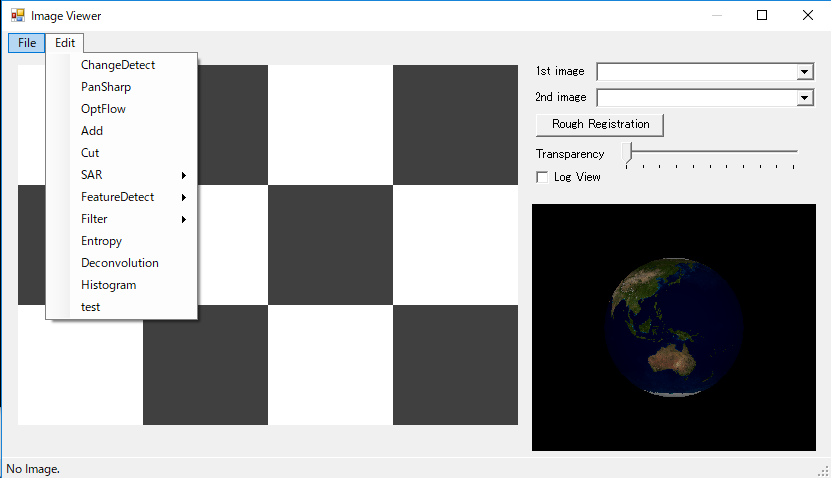 Image Viewer
File Edit
ChangeDetect
PanSharp
OptFlow
Add
Cut
SAR
FeatureDetect
Filter
Entropy
Deconvolution
Histogram
test
1st image
2nd image
Rough Registration
Transparency
Log View
No Image.